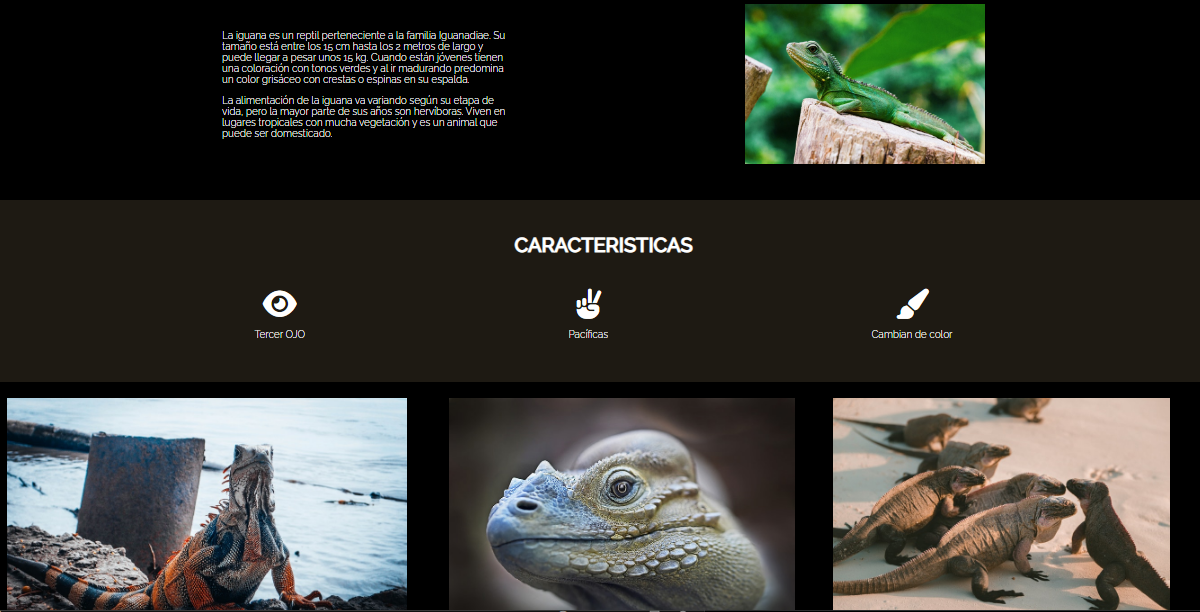 La iguana es un reptil perteneciente a la familia Iguanadiae. Su
tamaño está entre los 15 cm hasta los 2 metros de largo y
puede llegar a pesar unos 15 kg. Cuando están jóvenes tienen
una coloración con tonos verdes y al ir madurando predomina
un color grisáceo con crestas o espinas en su espalda.
La alimentación de la iguana va variando según su etapa de
vida, pero la mayor parte de sus años son hervíboras. Viven en
lugares tropicales con mucha vegetación y es un animal que
puede ser domesticado.
CARACTERISTICAS
Tercer OJO
Pacíficas
Cambian de color